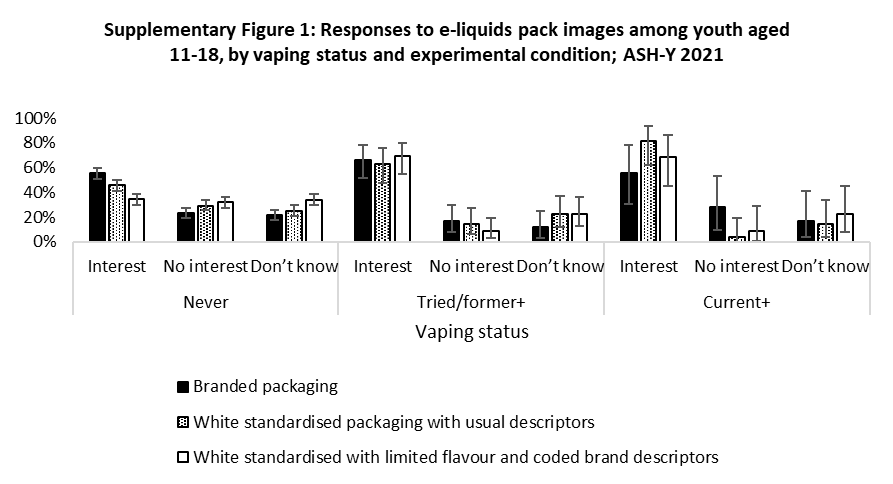 Supplementary Figure 1: Responses to e-liquids pack images among youth aged
11-18, by vaping status and experimental condition; ASH-Y 2021
100%
80%
60%
40%
20%
0%
Interest No interest Don't know Interest No interest Don't know Interest No interest Don't know
Never Tried/former+ Current+
Vaping status
Branded packaging
White standardised packaging with usual descriptors
White standardised with limited flavour and coded brand descriptors